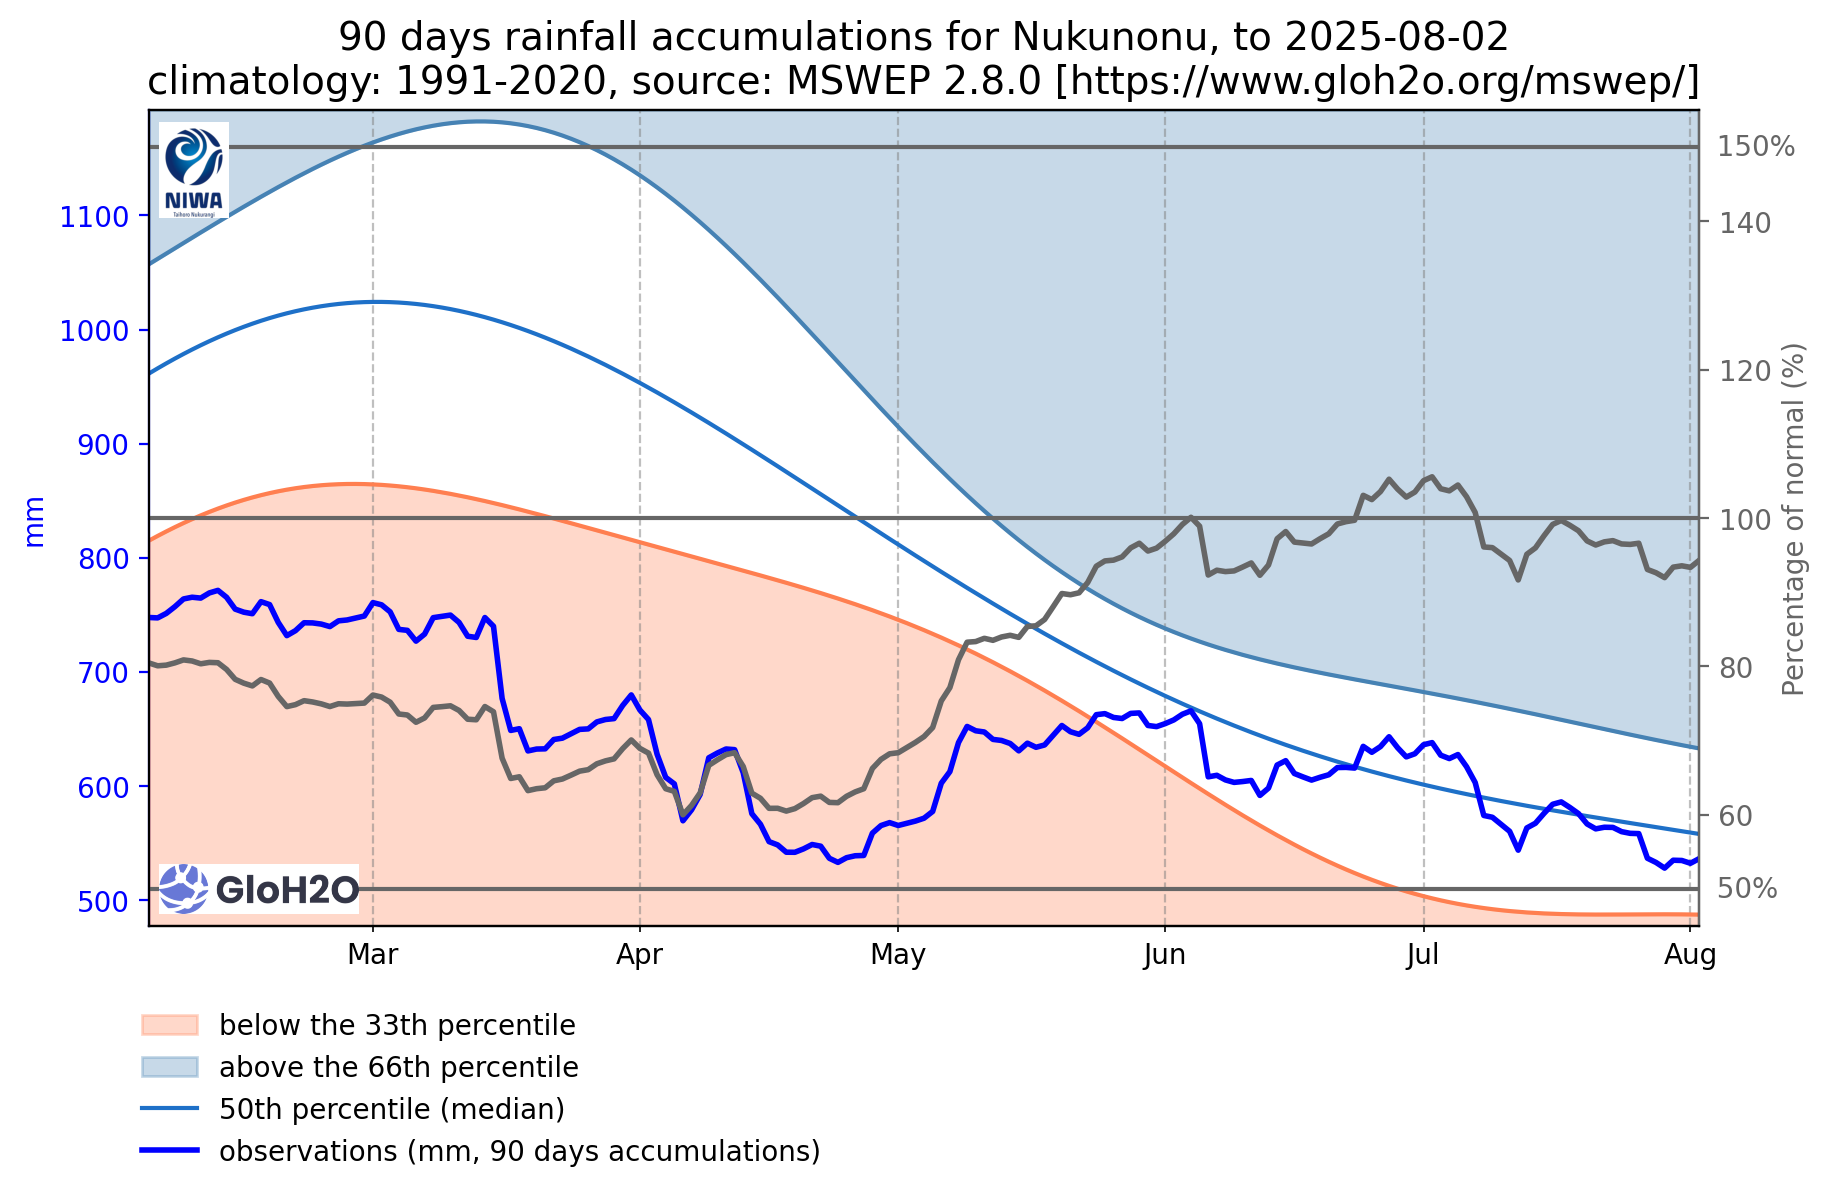 90 days rainfall accumulations for Nukunonu, to 2025-08-02
climatology: 1991-2020, source: MSWEP 2.8.0 [https://www.gloh2o.org/mswep/]
NIWA
Taihoro Nukurangi
1100
1000
900
800
700
600
500
mm
150%
140
120
100
80
60
50%
Percentage of normal (%)
GloH2O
Mar
Apr
May
Jun
Jul
Aug
below the 33th percentile
above the 66th percentile
50th percentile (median)
observations (mm, 90 days accumulations)